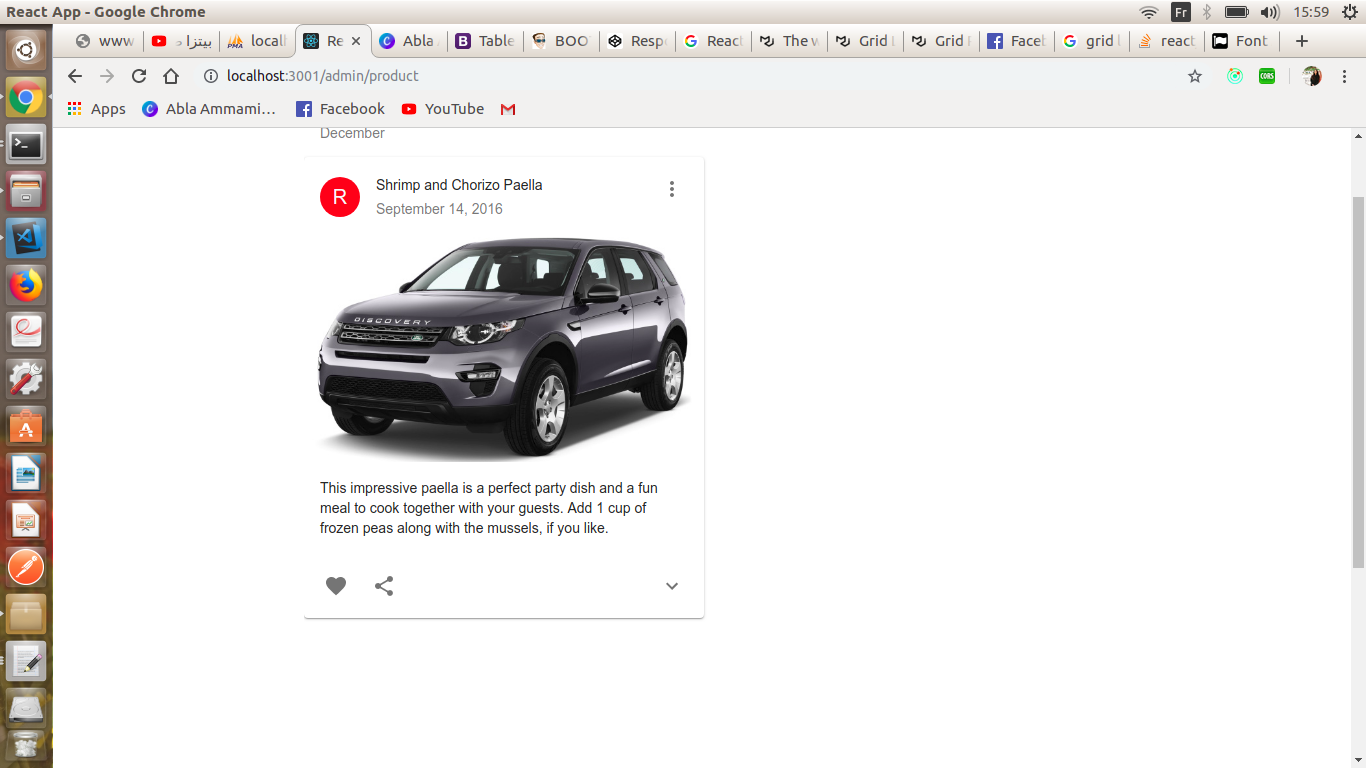 React App - Google Chrome
Fr
15:59
www
بيتزا
PMA
local
Re
Abla
B
Table
BOO
Resp
React
The w
Grid
Grid
Faceb
grid l
react
Font
localhost:3001/admin/product
CORS
Apps
Abla Ammami...
Facebook
YouTube
December
R
Shrimp and Chorizo Paella
September 14, 2016
DISCOVERY
This impressive paella is a perfect party dish and a fun
meal to cook together with your guests. Add 1 cup of
frozen peas along with the mussels, if you like.